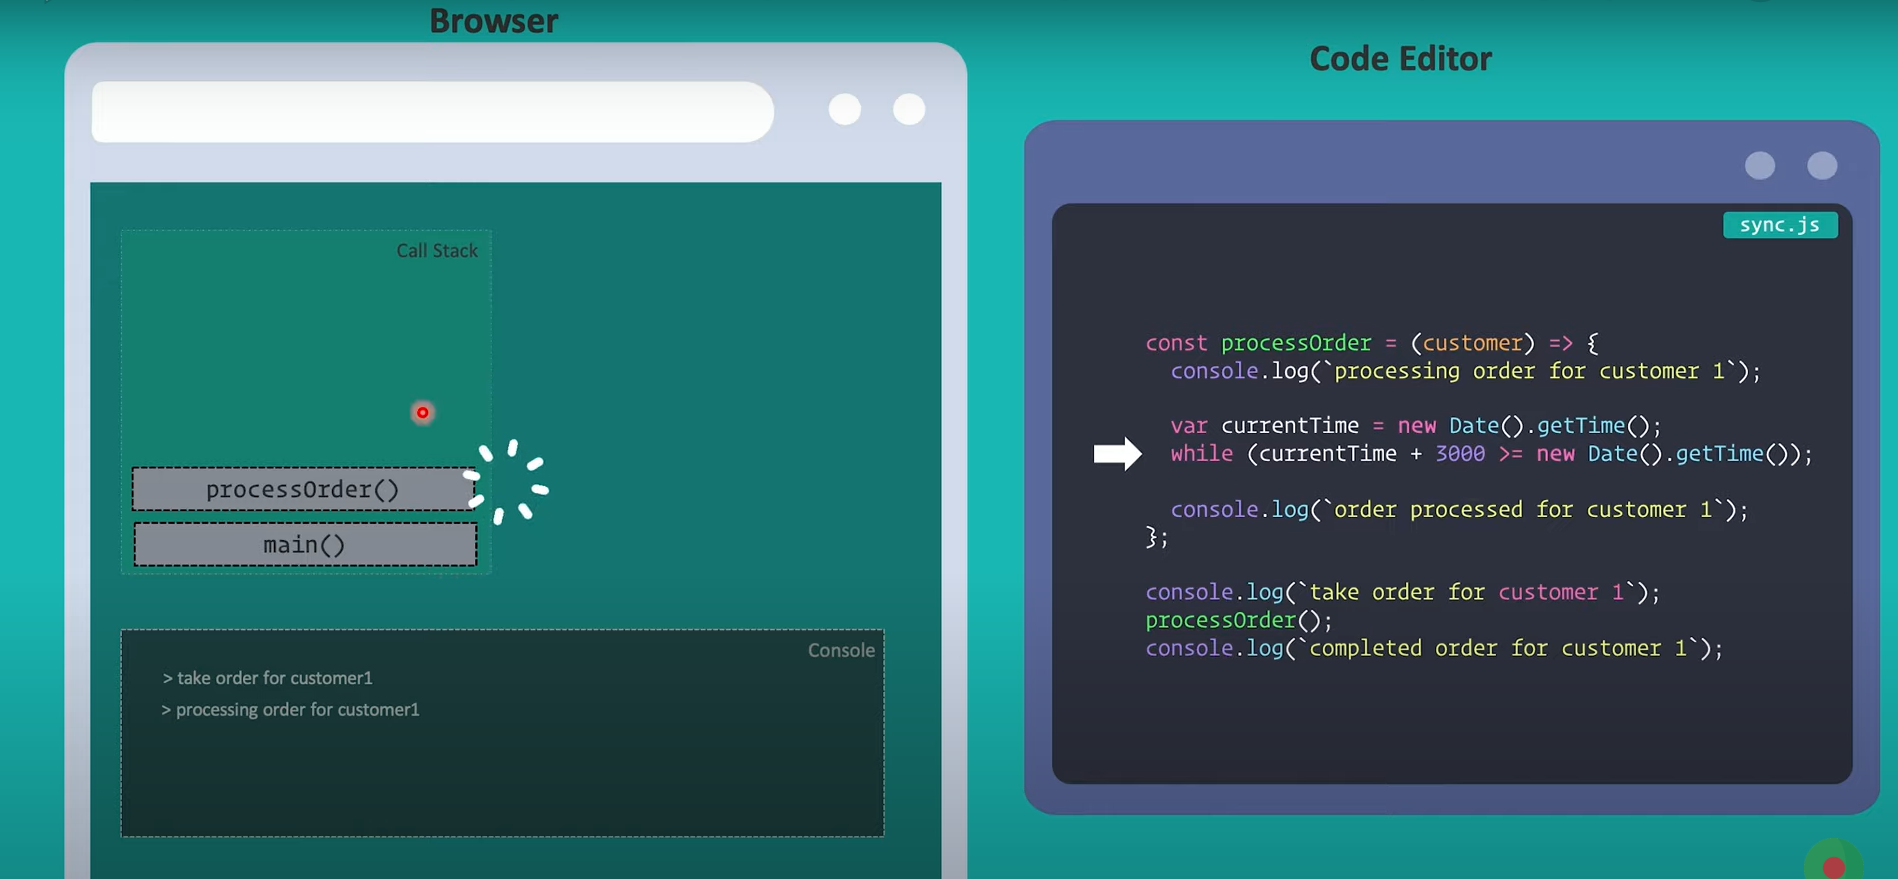 Browser
Call Stack
processOrder()
main()
Console
> take order for customer1
> processing order for customer1
Code Editor
sync.js
const processOrder = (customer) => {
  console.log(`processing order for customer 1`);

  var currentTime = new Date().getTime();
  while (currentTime + 3000 >= new Date().getTime());

  console.log(`order processed for customer 1`);
};

console.log(`take order for customer 1`);
processOrder();
console.log(`completed order for customer 1`);